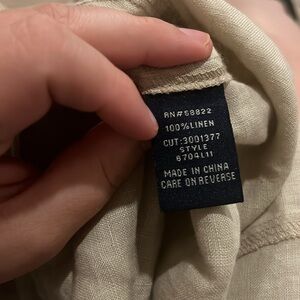 RN#58822
100%LINEN
CUT:3001377
STYLE
6704L11
MADE IN CHINA
CARE ON REVERSE